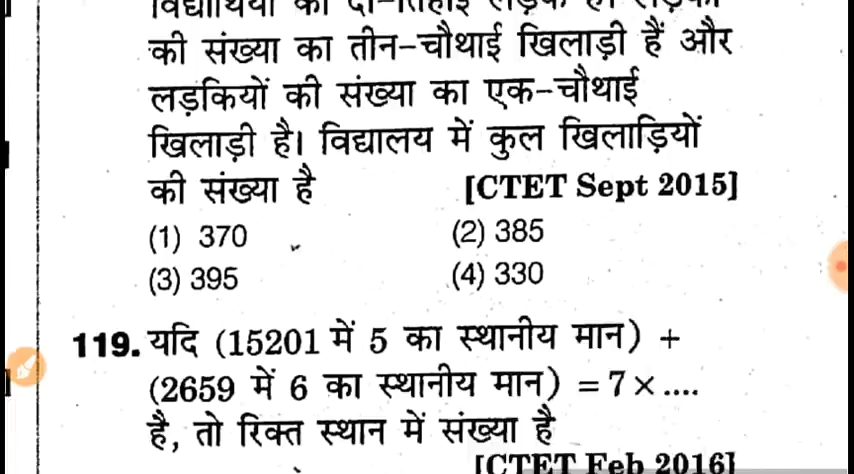 की संख्या का तीन-चौथाई खिलाड़ी हैं और
लड़कियों की संख्या का एक-चौथाई
खिलाड़ी है। विद्यालय में कुल खिलाड़ियों
की संख्या है [CTET Sept 2015]
(1) 370 (2) 385
(3) 395 (4) 330
119. यदि (15201 में 5 का स्थानीय मान) +
(2659 में 6 का स्थानीय मान) = 7 × ....
है, तो रिक्त स्थान में संख्या है
[CTET Feb 2016]